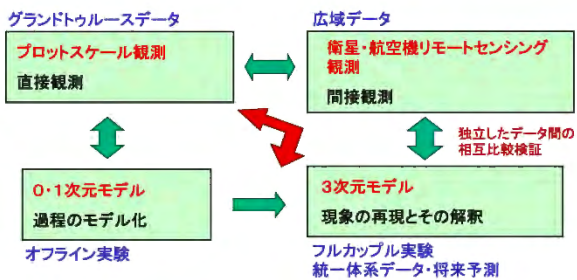 グランドトゥルースデータ
広域データ
プロットスケール観測
直接観測
衛星・航空機リモートセンシング
観測
間接観測
独立したデータ間の
相互比較検証
0・1次元モデル
過程のモデル化
3次元モデル
現象の再現とその解釈
オフライン実験
フルカップル実験
統一体系データ・将来予測